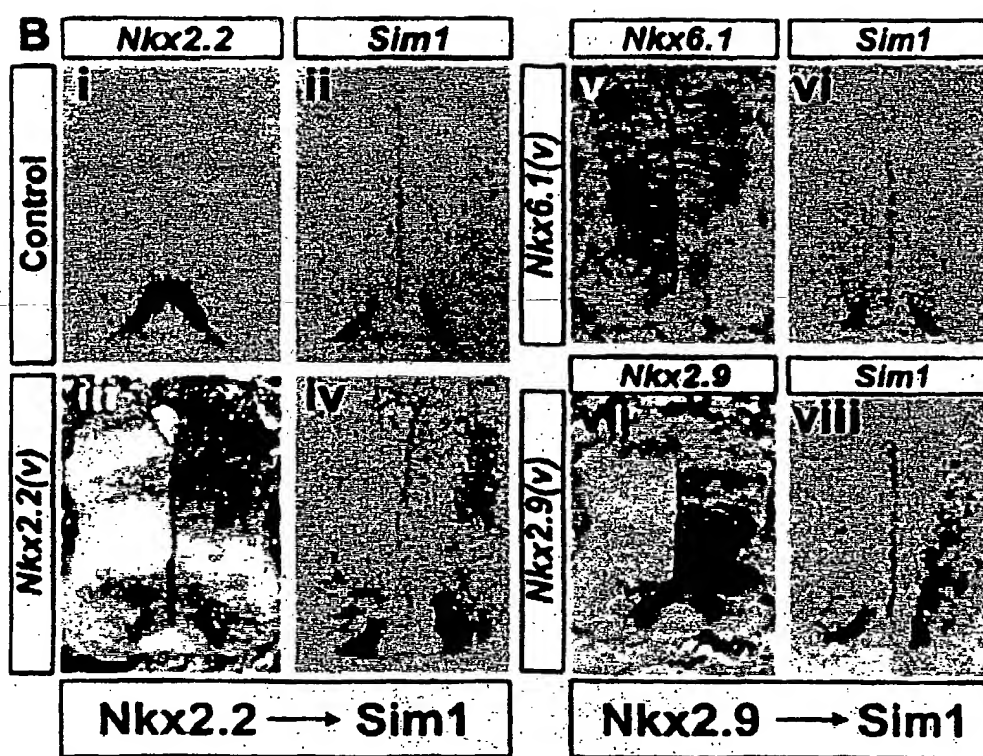 B
Nkx2.2 Sim1
Nkx6.1 Sim1
Control
i ii
Nkx6.1(v)
v vi
Nkx2.2(v)
iii iv
Nkx2.9 Sim1
Nkx2.9(v)
vii viii
Nkx2.2 → Sim1
Nkx2.9 → Sim1